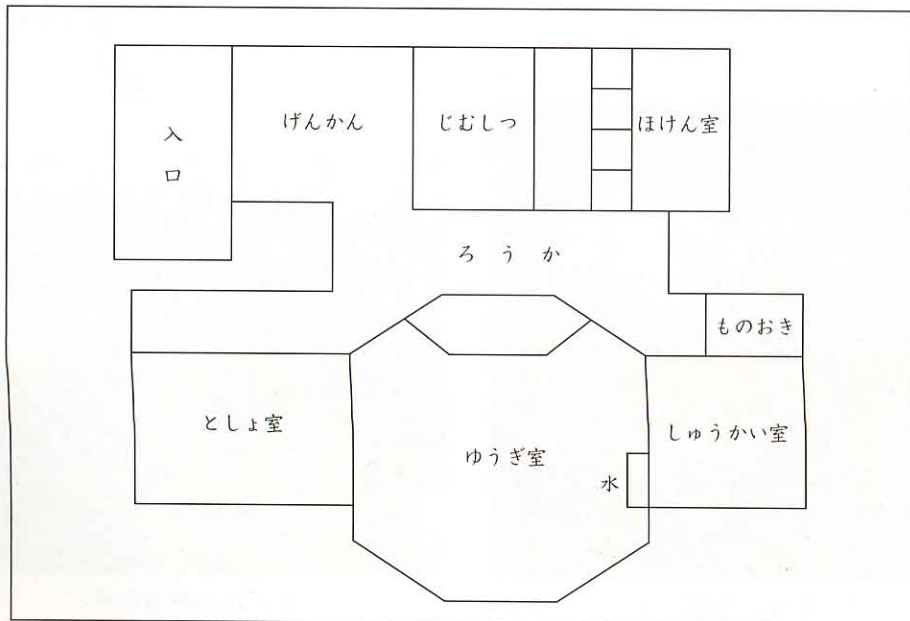 入
口
げんかん
じむしつ
ほけん室
ろうか
ものおき
としょ室
ゆうぎ室
水
しゅうかい室